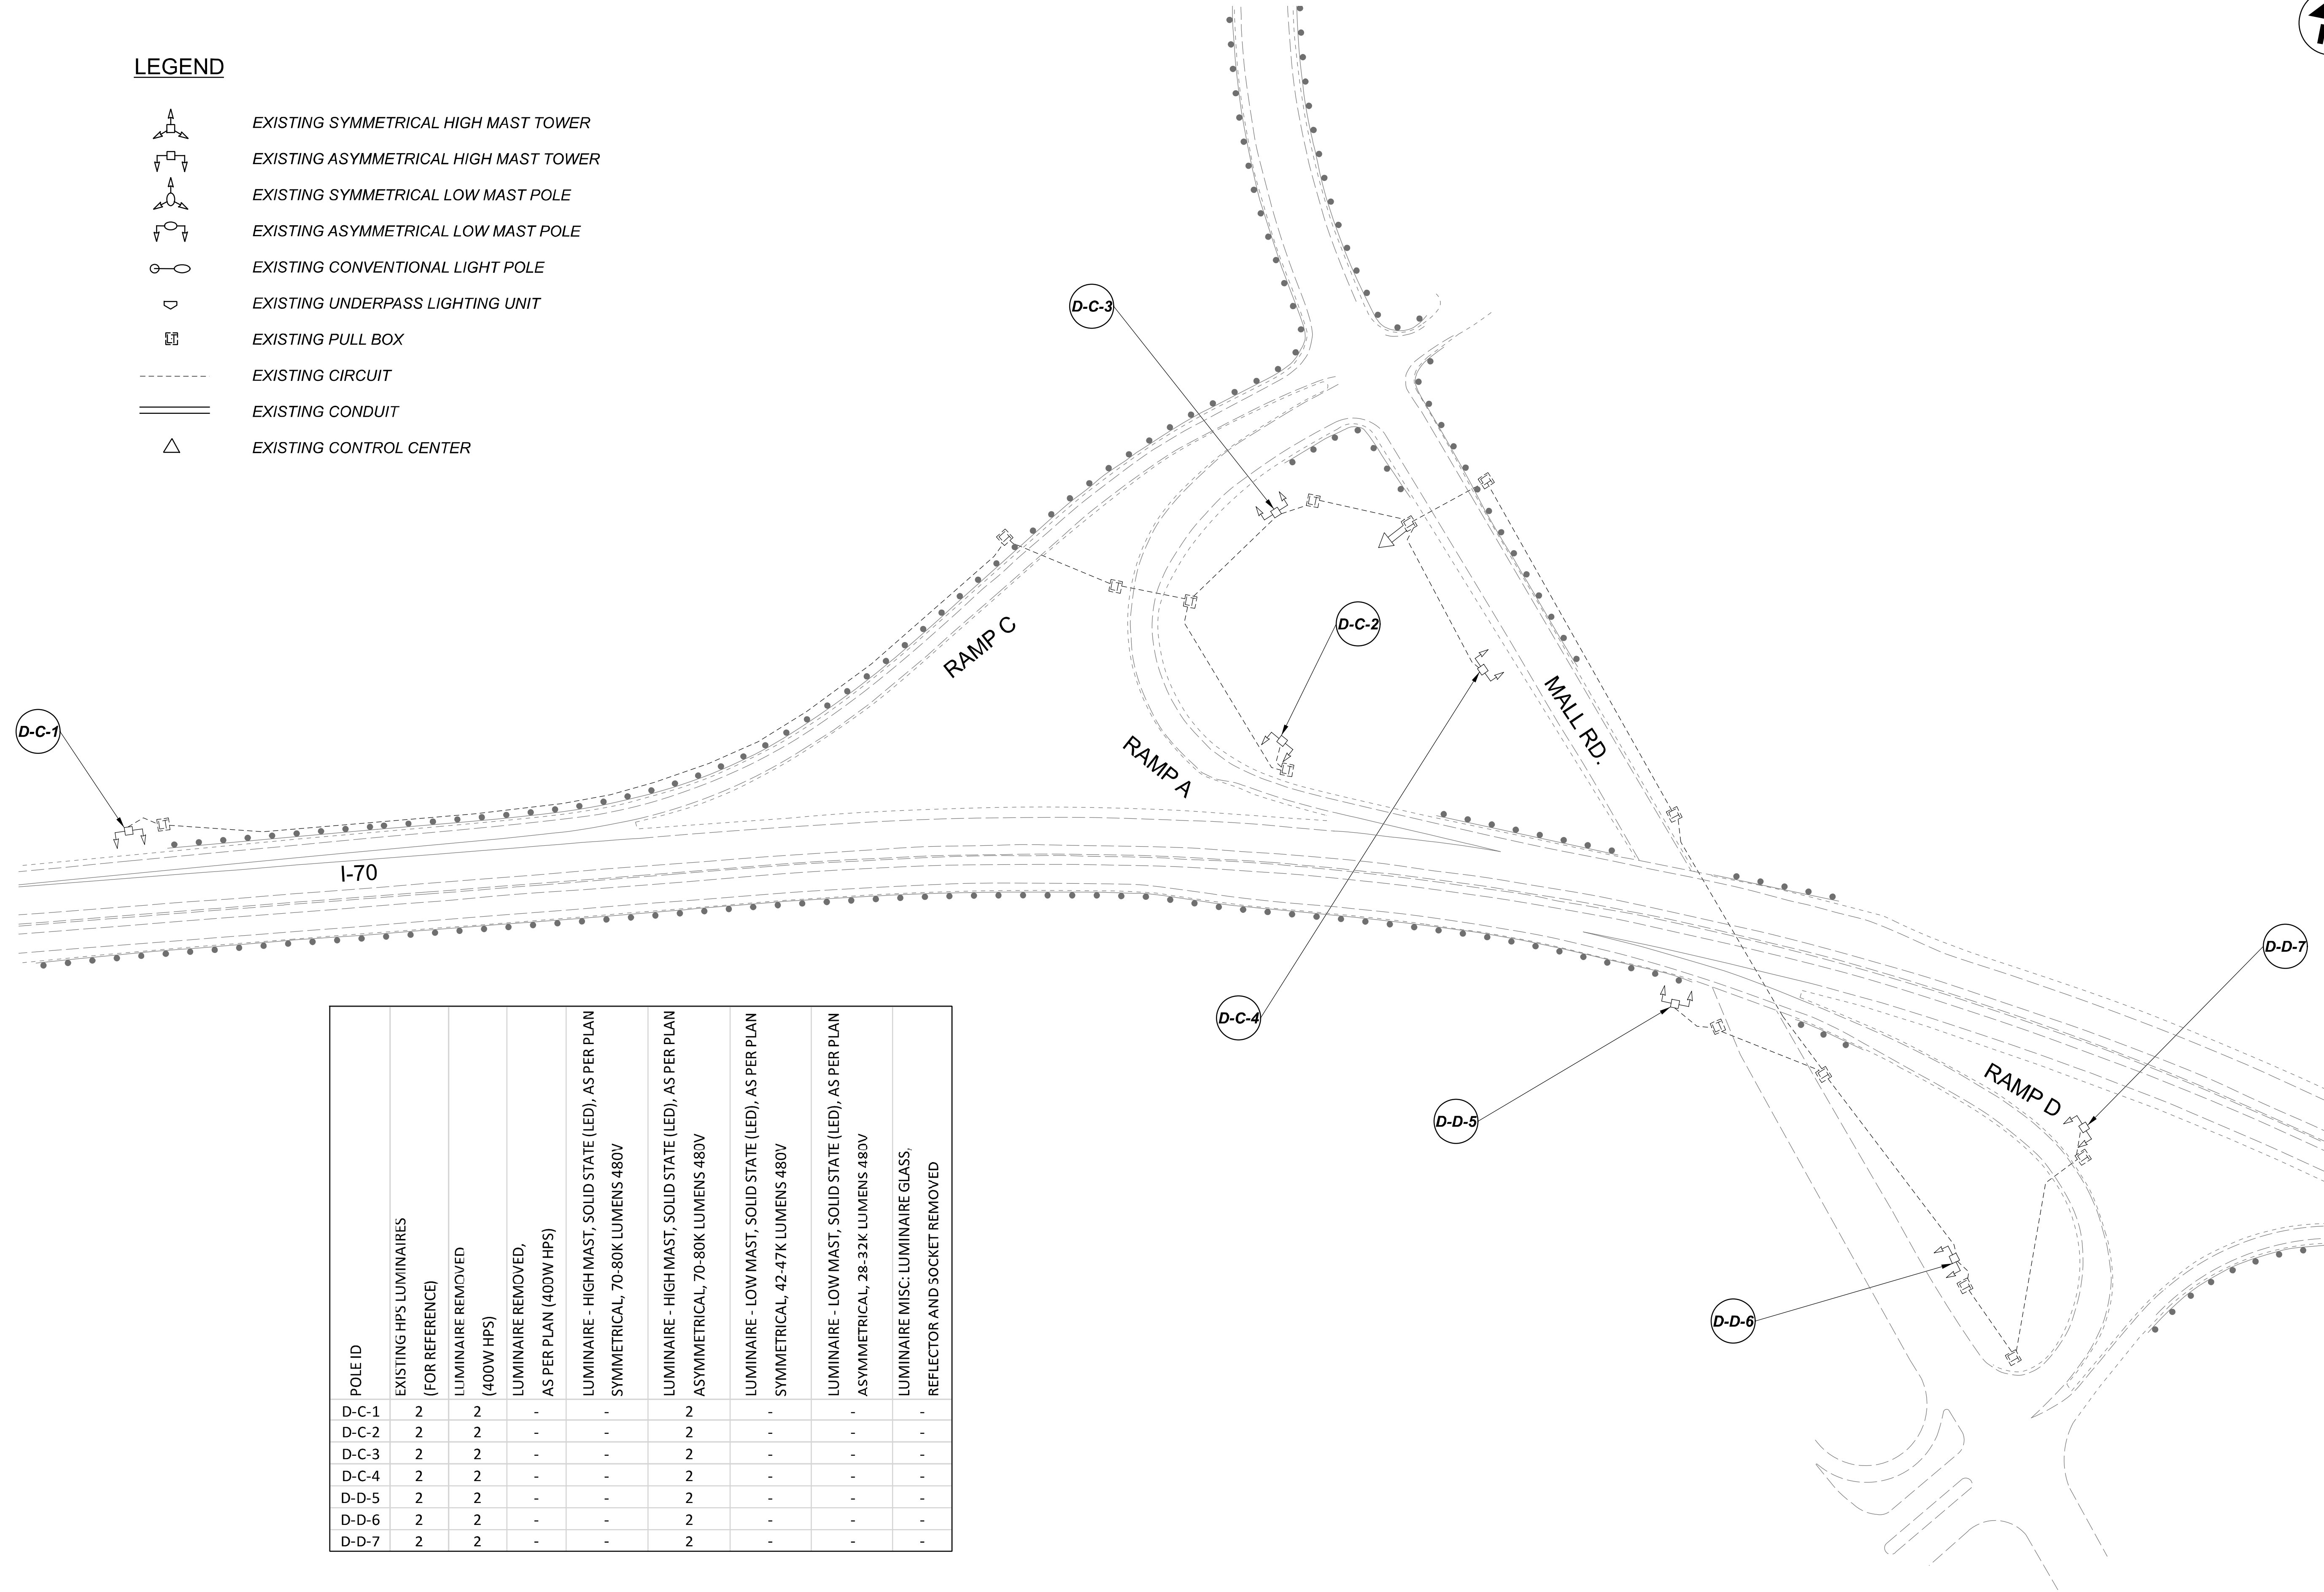 LEGEND
EXISTING SYMMETRICAL HIGH MAST TOWER
EXISTING ASYMMETRICAL HIGH MAST TOWER
EXISTING SYMMETRICAL LOW MAST POLE
EXISTING ASYMMETRICAL LOW MAST POLE
EXISTING CONVENTIONAL LIGHT POLE
EXISTING UNDERPASS LIGHTING UNIT
EXISTING PULL BOX
EXISTING CIRCUIT
EXISTING CONDUIT
EXISTING CONTROL CENTER
D-C-3
D-C-2
RAMP C
D-C-1
MALL RD.
RAMP A
I-70
D-D-7
D-C-4
D-D-5
RAMP D
D-D-6
POLE ID
EXISTING HPS LUMINAIRES
(FOR REFERENCE)
LUMINAIRE REMOVED
(400W HPS)
LUMINAIRE REMOVED,
AS PER PLAN (400W HPS)
LUMINAIRE - HIGH MAST, SOLID STATE (LED), AS PER PLAN
SYMMETRICAL, 70-80K LUMENS 480V
LUMINAIRE - HIGH MAST, SOLID STATE (LED), AS PER PLAN
ASYMMETRICAL, 70-80K LUMENS 480V
LUMINAIRE - LOW MAST, SOLID STATE (LED), AS PER PLAN
SYMMETRICAL, 42-47K LUMENS 480V
LUMINAIRE - LOW MAST, SOLID STATE (LED), AS PER PLAN
ASYMMETRICAL, 28-32K LUMENS 480V
LUMINAIRE MISC: LUMINAIRE GLASS,
REFLECTOR AND SOCKET REMOVED
D-C-1 2 2 - - 2 - - -
D-C-2 2 2 - - 2 - - -
D-C-3 2 2 - - 2 - - -
D-C-4 2 2 - - 2 - - -
D-D-5 2 2 - - 2 - - -
D-D-6 2 2 - - 2 - - -
D-D-7 2 2 - - 2 - - -